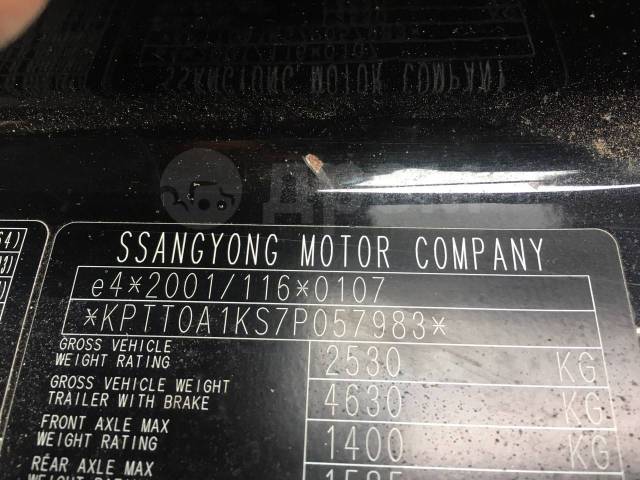 SSANGYONG MOTOR COMPANY
e4*2001/116*0107
*KPTT0A1KS7P057983*
GROSS VEHICLE WEIGHT RATING 2530 KG
GROSS VEHICLE WEIGHT TRAILER WITH BRAKE 4630 KG
FRONT AXLE MAX WEIGHT RATING 1400 KG
REAR AXLE MAX